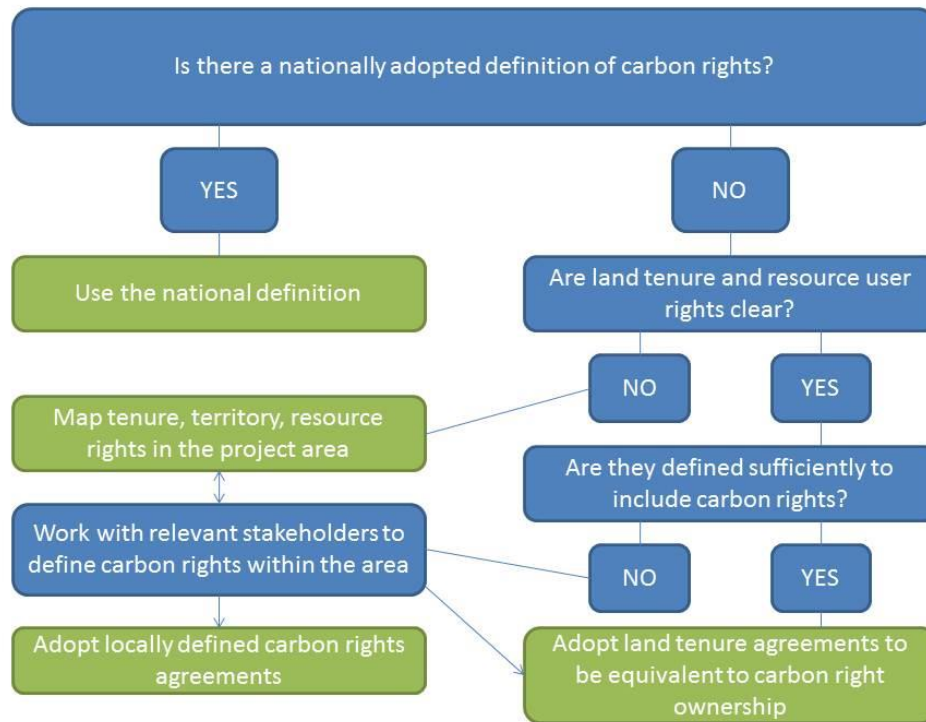 Is there a nationally adopted definition of carbon rights?
YES
NO
Use the national definition
Are land tenure and resource user
rights clear?
NO
YES
Map tenure, territory, resource
rights in the project area
Are they defined sufficiently to
include carbon rights?
Work with relevant stakeholders to
define carbon rights within the area
NO
YES
Adopt locally defined carbon rights
agreements
Adopt land tenure agreements to
be equivalent to carbon right
ownership